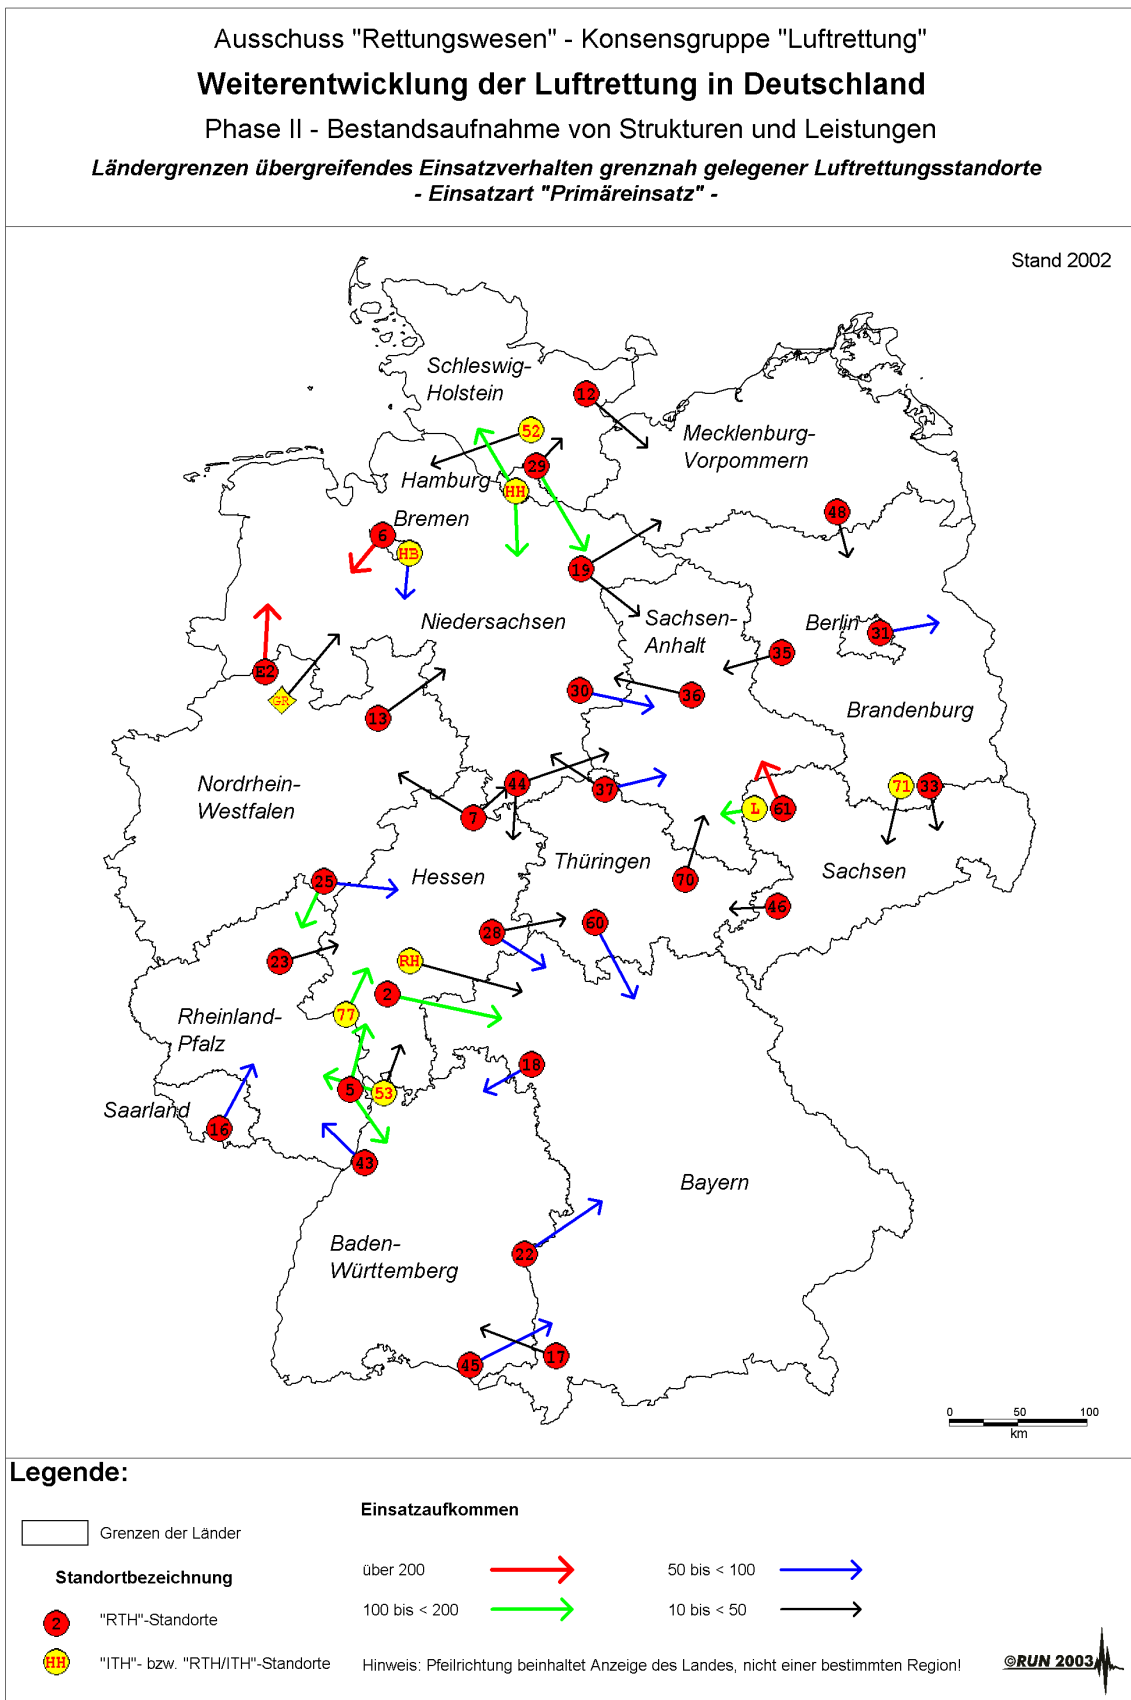 Ausschuss "Rettungswesen" - Konsensgruppe "Luftrettung"
Weiterentwicklung der Luftrettung in Deutschland
Phase II - Bestandsaufnahme von Strukturen und Leistungen
Ländergrenzen übergreifendes Einsatzverhalten grenznah gelegener Luftrettungsstandorte
- Einsatzart "Primäreinsatz" -
Stand 2002
Schleswig-
Holstein
12
52
Mecklenburg-
Vorpommern
29
Hamburg
HH
Bremen
48
6
HB
19
Niedersachsen
Sachsen-
Anhalt
Berlin
31
35
E2
GR
30
36
13
Brandenburg
Nordrhein-
Westfalen
44
37
71
33
7
L
61
Thüringen
Hessen
25
70
Sachsen
46
28
60
23
RH
2
77
Rheinland-
Pfalz
18
5
53
Saarland
16
43
Bayern
Baden-
Württemberg
22
45
17
0 50 100
km
Legende:
Grenzen der Länder
Standortbezeichnung
2 "RTH"-Standorte
HH "ITH"- bzw. "RTH/ITH"-Standorte
Einsatzaufkommen
über 200
50 bis < 100
100 bis < 200
10 bis < 50
Hinweis: Pfeilrichtung beinhaltet Anzeige des Landes, nicht einer bestimmten Region!
©RUN 2003